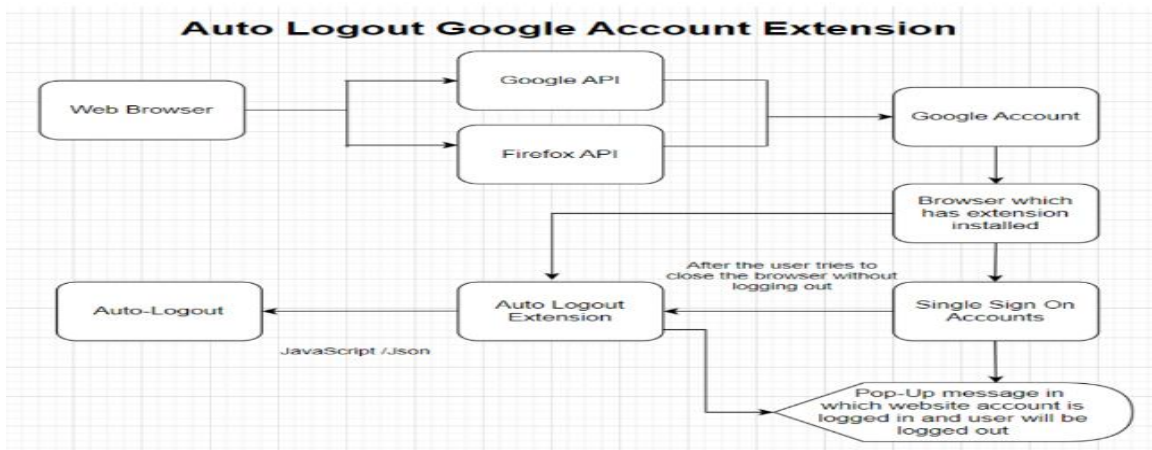 Auto Logout Google Account Extension
Web Browser
Google API
Firefox API
Google Account
Browser which
has extension
installed
After the user tries to
close the browser without
logging out
Auto-Logout
Auto Logout
Extension
Single Sign On
Accounts
JavaScript /Json
Pop-Up message in
which website account is
logged in and user will be
logged out